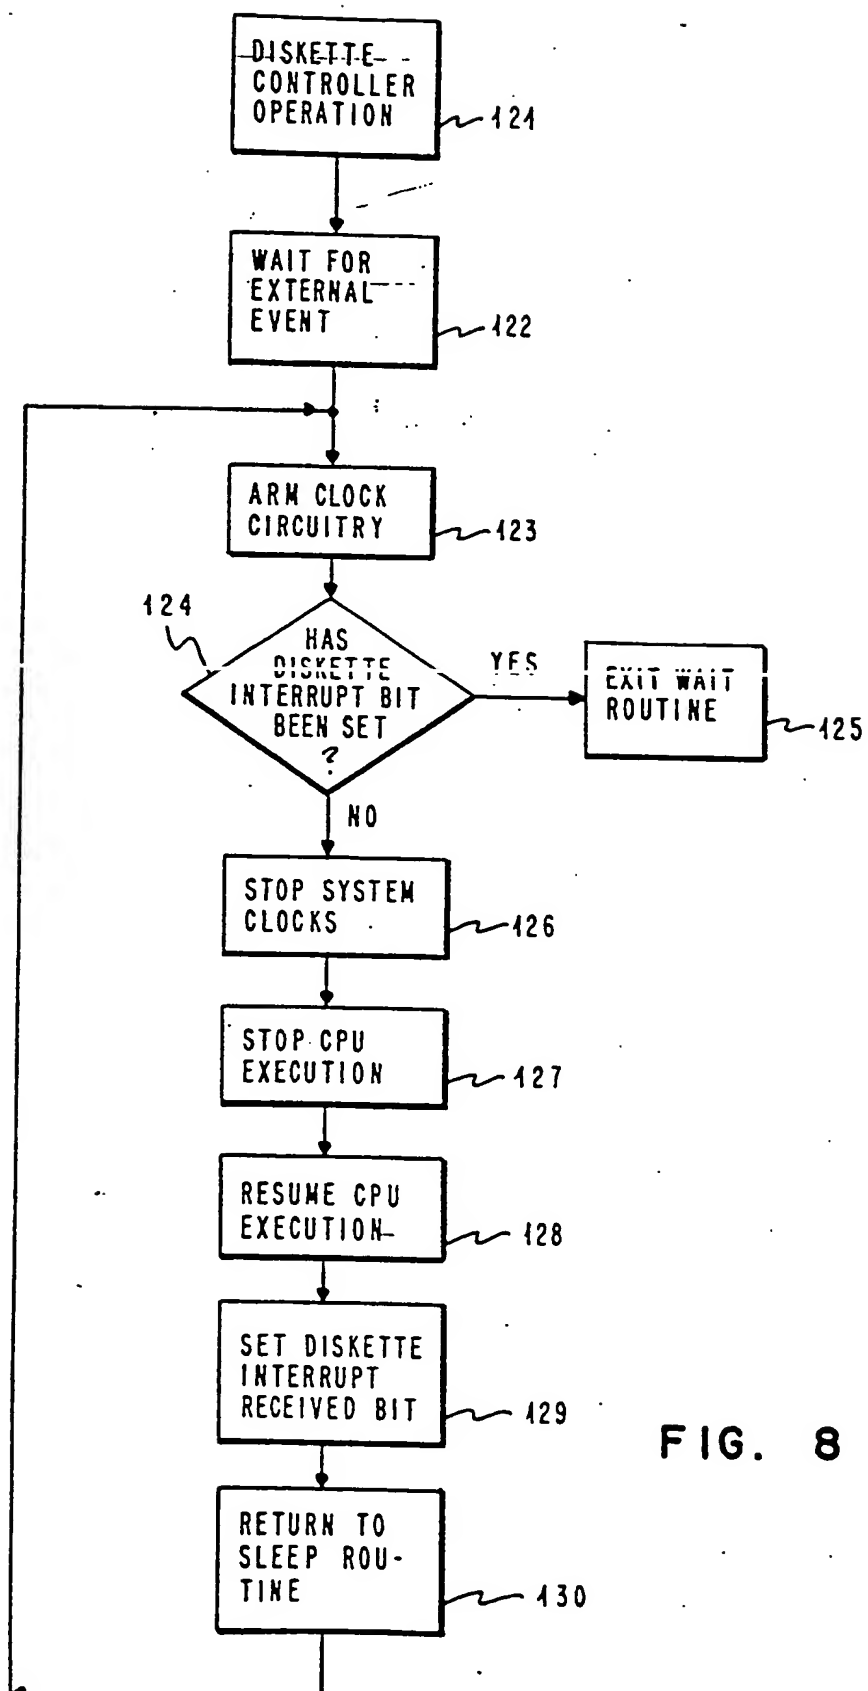 DISKETTE
CONTROLLER
OPERATION
121
WAIT FOR
EXTERNAL
EVENT
122
ARM CLOCK
CIRCUITRY
123
124
HAS
DISKETTE
INTERRUPT BIT
BEEN SET
?
YES
EXIT WAIT
ROUTINE
125
NO
STOP SYSTEM
CLOCKS
126
STOP CPU
EXECUTION
127
RESUME CPU
EXECUTION
128
SET DISKETTE
INTERRUPT
RECEIVED BIT
129
FIG. 8
RETURN TO
SLEEP ROU-
TINE
130